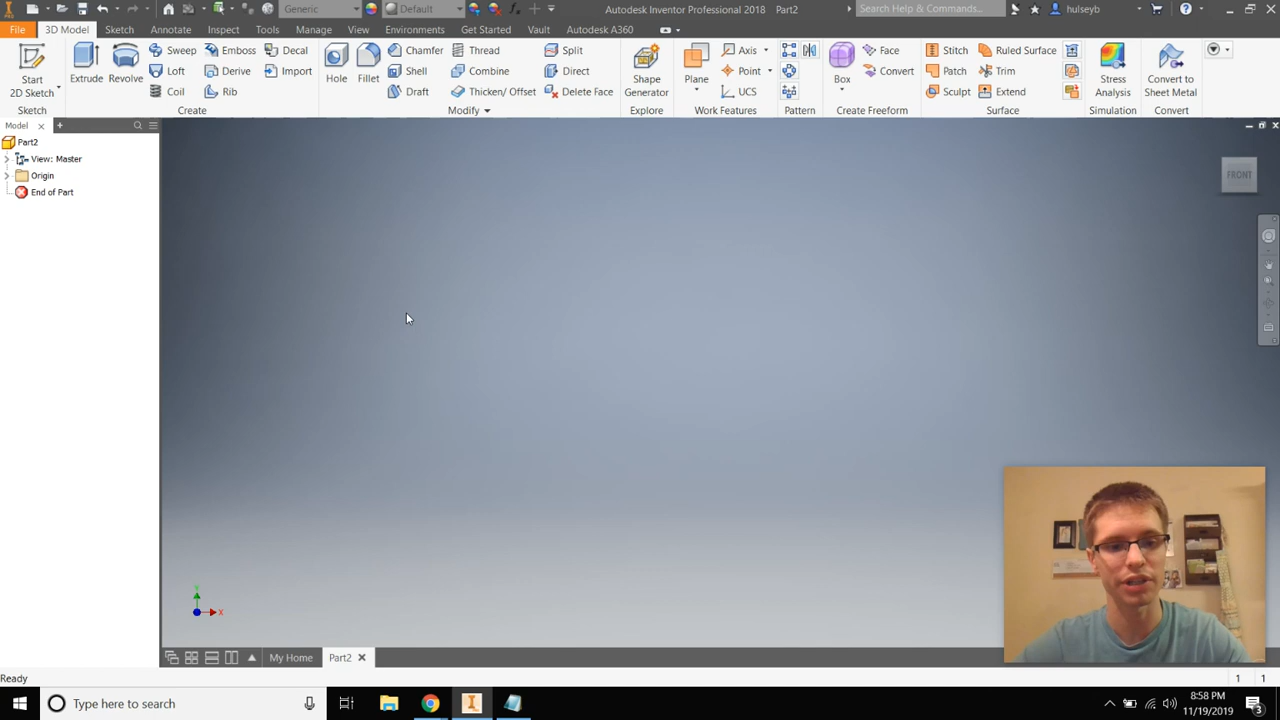 Generic Default Autodesk Inventor Professional 2018 Part2 Search Help & Commands... hulseyb
File 3D Model Sketch Annotate Inspect Tools Manage View Environments Get Started Vault Autodesk A360
Sweep Emboss Decal Chamfer Thread Split Axis Face Stitch Ruled Surface
Loft Derive Import Shell Combine Direct Point Convert Patch Trim
Coil Rib Draft Thicken/ Offset Delete Face UCS Sculpt Extend
Start 2D Sketch Extrude Revolve Hole Fillet Shape Generator Plane Box Stress Analysis Convert to Sheet Metal
Sketch Create Modify Explore Work Features Pattern Create Freeform Surface Simulation Convert
Model
Part2
View: Master
Origin
End of Part
FRONT
Y
X
My Home Part2
Ready 1 1
Type here to search
8:58 PM
11/19/2019
3